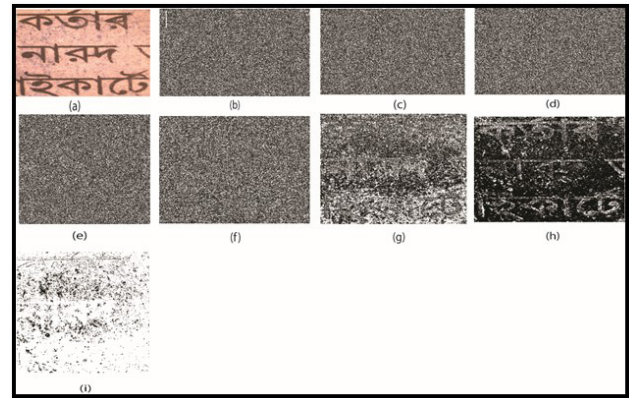 কর্তার
নারদ
াইকার্টে
(a)
(b)
(c)
(d)
(e)
(f)
(g)
(h)
(i)